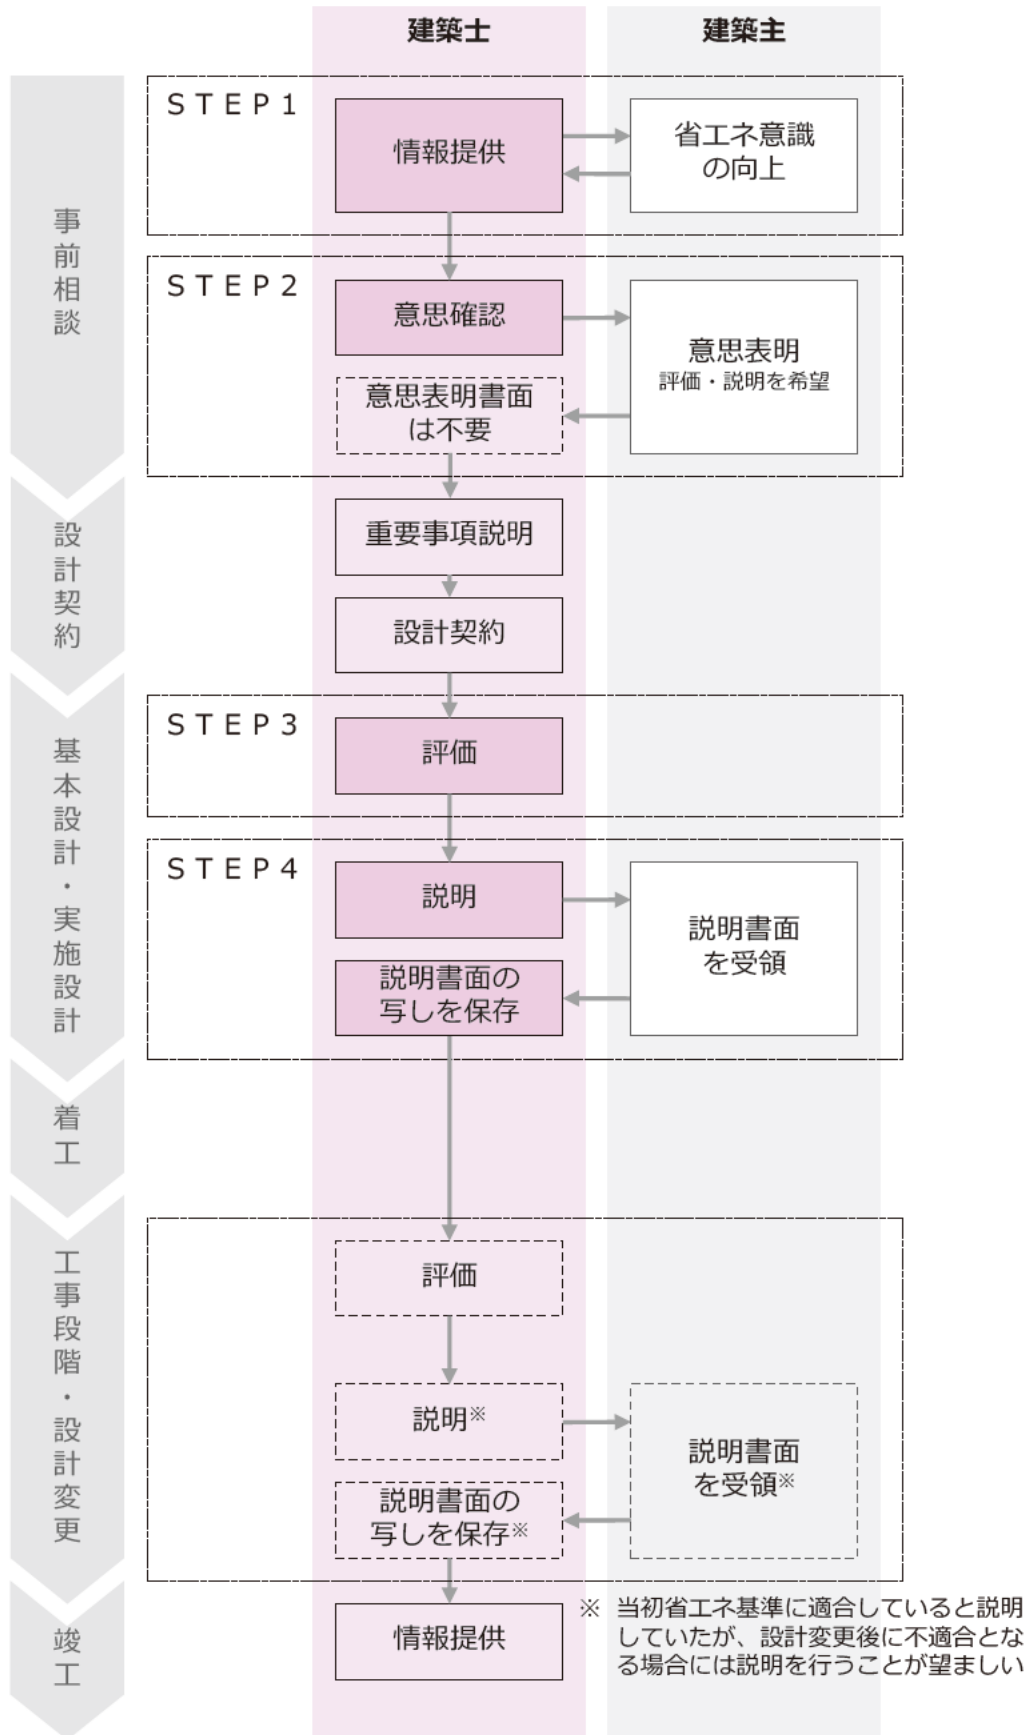 建築士
建築主
事前相談
STEP1
情報提供
省エネ意識
の向上
STEP2
意思確認
意思表明
評価・説明を希望
意思表明書面
は不要
設計契約
重要事項説明
設計契約
基本設計・実施設計
STEP3
評価
STEP4
説明
説明書面
を受領
説明書面の
写しを保存
着工
工事段階・設計変更
評価
説明※
説明書面
を受領※
説明書面の
写しを保存※
竣工
情報提供
※ 当初省エネ基準に適合していると説明
していたが、設計変更後に不適合とな
る場合には説明を行うことが望ましい